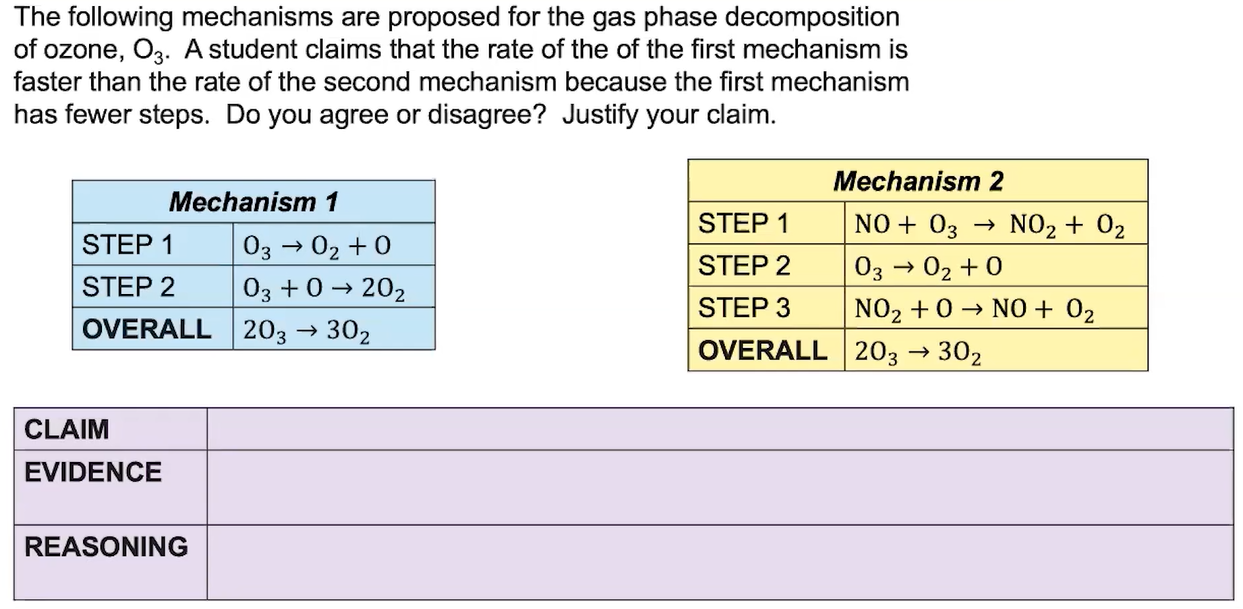 The following mechanisms are proposed for the gas phase decomposition
of ozone, O₃. A student claims that the rate of the of the first mechanism is
faster than the rate of the second mechanism because the first mechanism
has fewer steps. Do you agree or disagree? Justify your claim.
Mechanism 1
STEP 1 O₃ → O₂ + O
STEP 2 O₃ + O → 2O₂
OVERALL 2O₃ → 3O₂
Mechanism 2
STEP 1 NO + O₃ → NO₂ + O₂
STEP 2 O₃ → O₂ + O
STEP 3 NO₂ + O → NO + O₂
OVERALL 2O₃ → 3O₂
CLAIM
EVIDENCE
REASONING